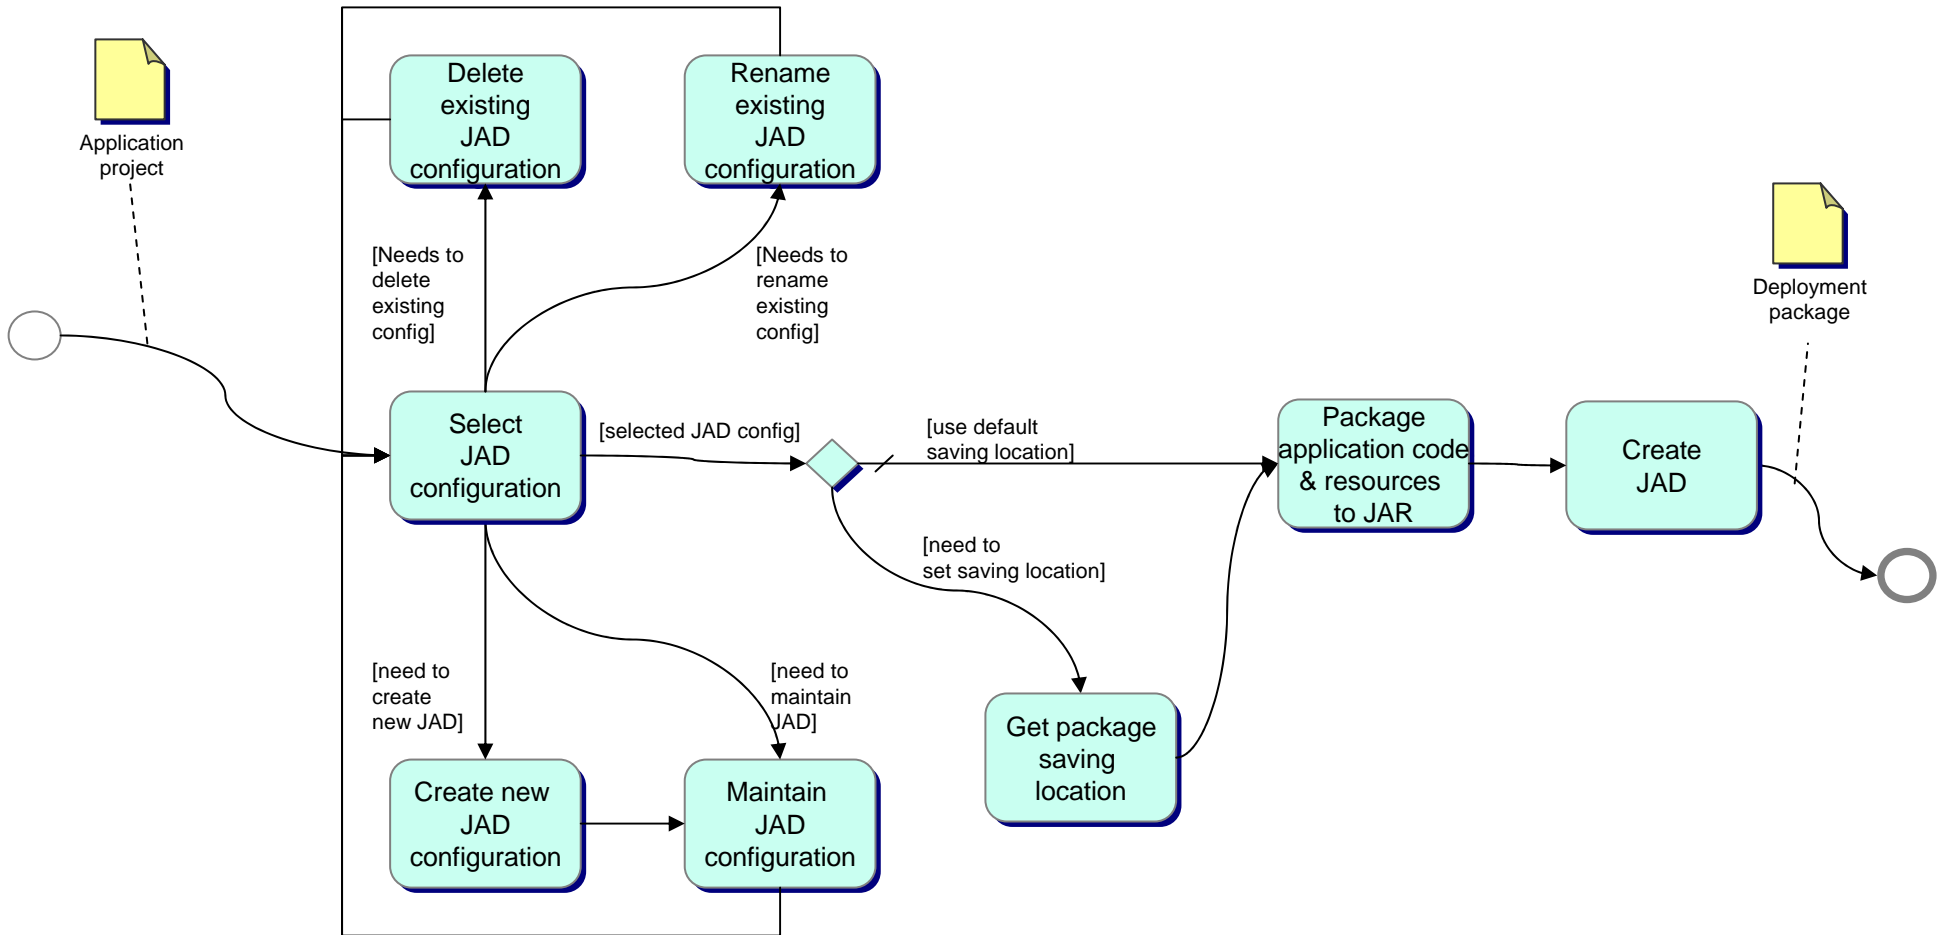 Application
project
Delete
existing
JAD
configuration
Rename
existing
JAD
configuration
[Needs to
delete
existing
config]
[Needs to
rename
existing
config]
Deployment
package
Select
JAD
configuration
[selected JAD config]
[use default
saving location]
Package
application code
& resources
to JAR
Create
JAD
[need to
set saving location]
[need to
create
new JAD]
[need to
maintain
JAD]
Get package
saving
location
Create new
JAD
configuration
Maintain
JAD
configuration